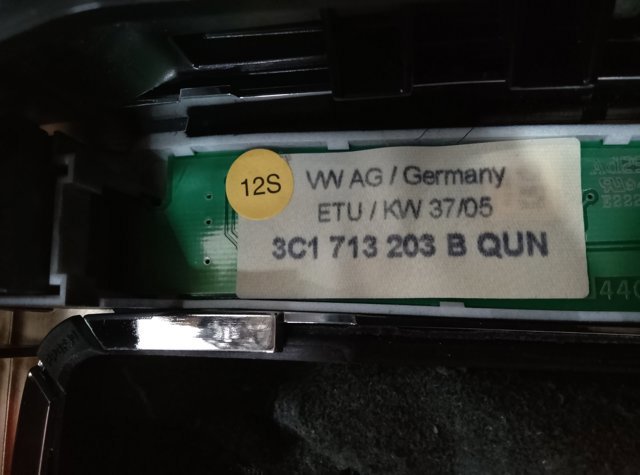 12S
VW AG / Germany
ETU / KW 37/05
3C1 713 203 B QUN